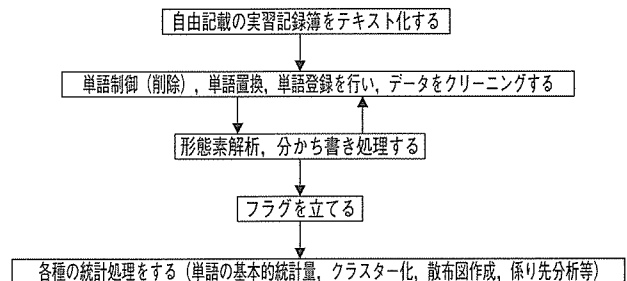 自由記載の実習記録簿をテキスト化する
単語制御（削除），単語置換，単語登録を行い，データをクリーニングする
形態素解析，分かち書き処理する
フラグを立てる
各種の統計処理をする（単語の基本的統計量，クラスター化，散布図作成，係り先分析等）